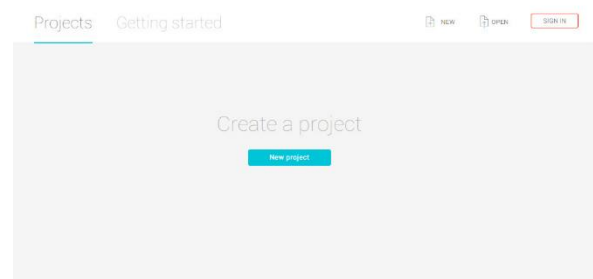 Projects Getting started NEW OPEN SIGN IN
Create a project
New project